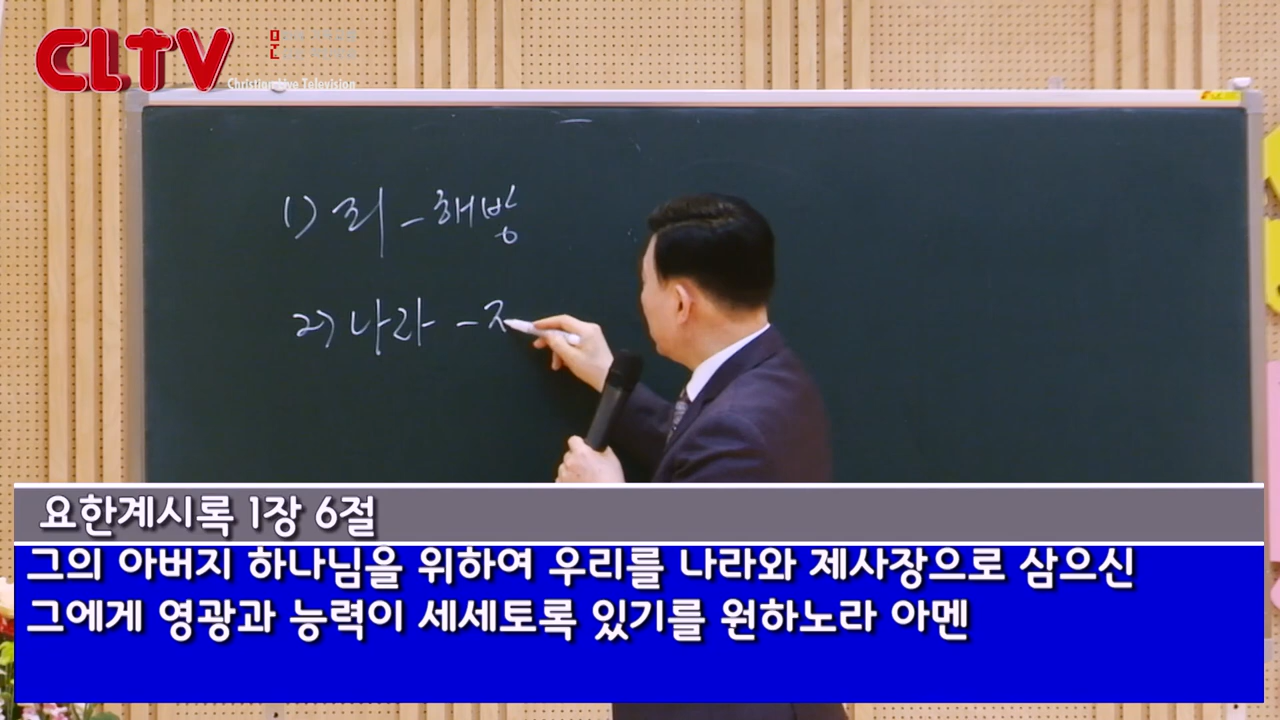 CLTV
Christian Live Television
1) 죄 - 해방
2) 나라 - ㅈ
요한계시록 1장 6절
그의 아버지 하나님을 위하여 우리를 나라와 제사장으로 삼으신
그에게 영광과 능력이 세세토록 있기를 원하노라 아멘